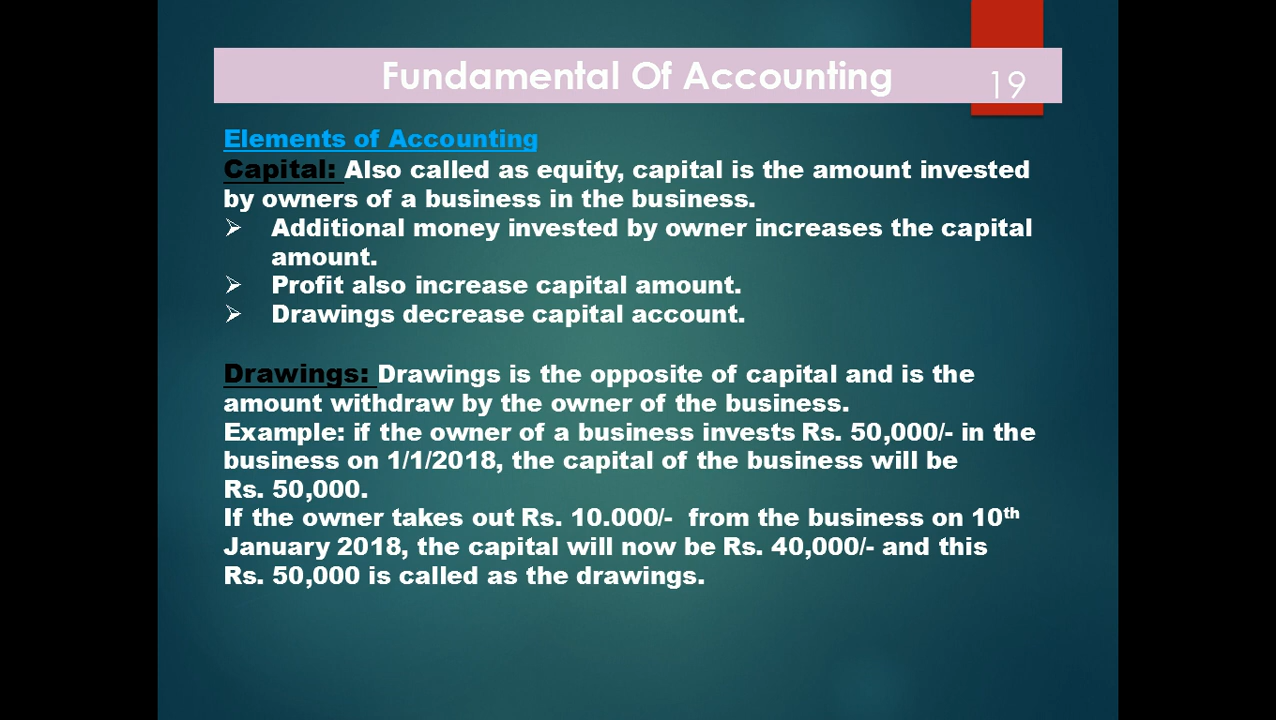 Fundamental Of Accounting
19
Elements of Accounting
Capital: Also called as equity, capital is the amount invested
by owners of a business in the business.
➢ Additional money invested by owner increases the capital
amount.
➢ Profit also increase capital amount.
➢ Drawings decrease capital account.
Drawings: Drawings is the opposite of capital and is the
amount withdraw by the owner of the business.
Example: if the owner of a business invests Rs. 50,000/- in the
business on 1/1/2018, the capital of the business will be
Rs. 50,000.
If the owner takes out Rs. 10.000/- from the business on 10th
January 2018, the capital will now be Rs. 40,000/- and this
Rs. 50,000 is called as the drawings.